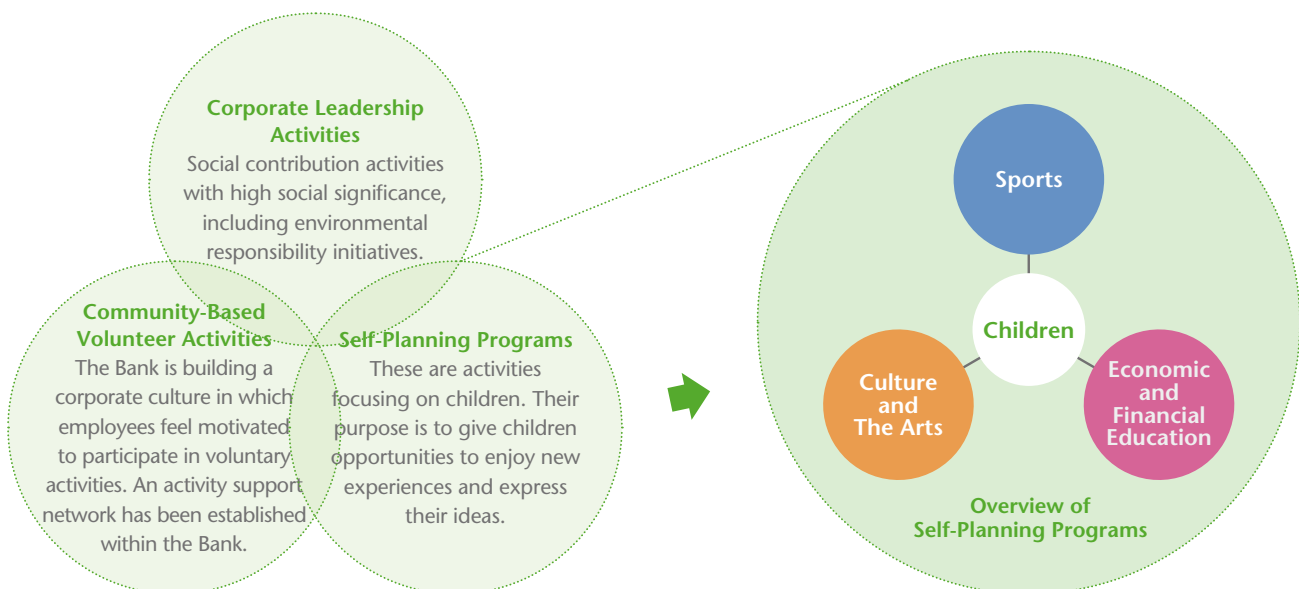 Corporate Leadership
Activities
Social contribution activities
with high social significance,
including environmental
responsibility initiatives.
Community-Based
Volunteer Activities
The Bank is building a
corporate culture in which
employees feel motivated
to participate in voluntary
activities. An activity support
network has been established
within the Bank.
Self-Planning Programs
These are activities
focusing on children. Their
purpose is to give children
opportunities to enjoy new
experiences and express
their ideas.
Sports
Children
Culture
and
The Arts
Economic
and
Financial
Education
Overview of
Self-Planning Programs